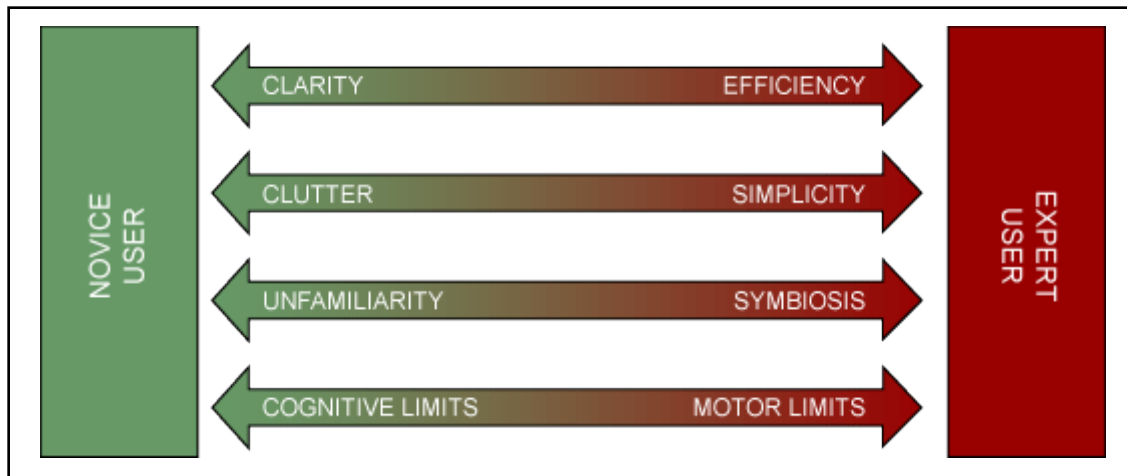 NOVICE
USER
CLARITY
EFFICIENCY
CLUTTER
SIMPLICITY
UNFAMILIARITY
SYMBIOSIS
COGNITIVE LIMITS
MOTOR LIMITS
EXPERT
USER